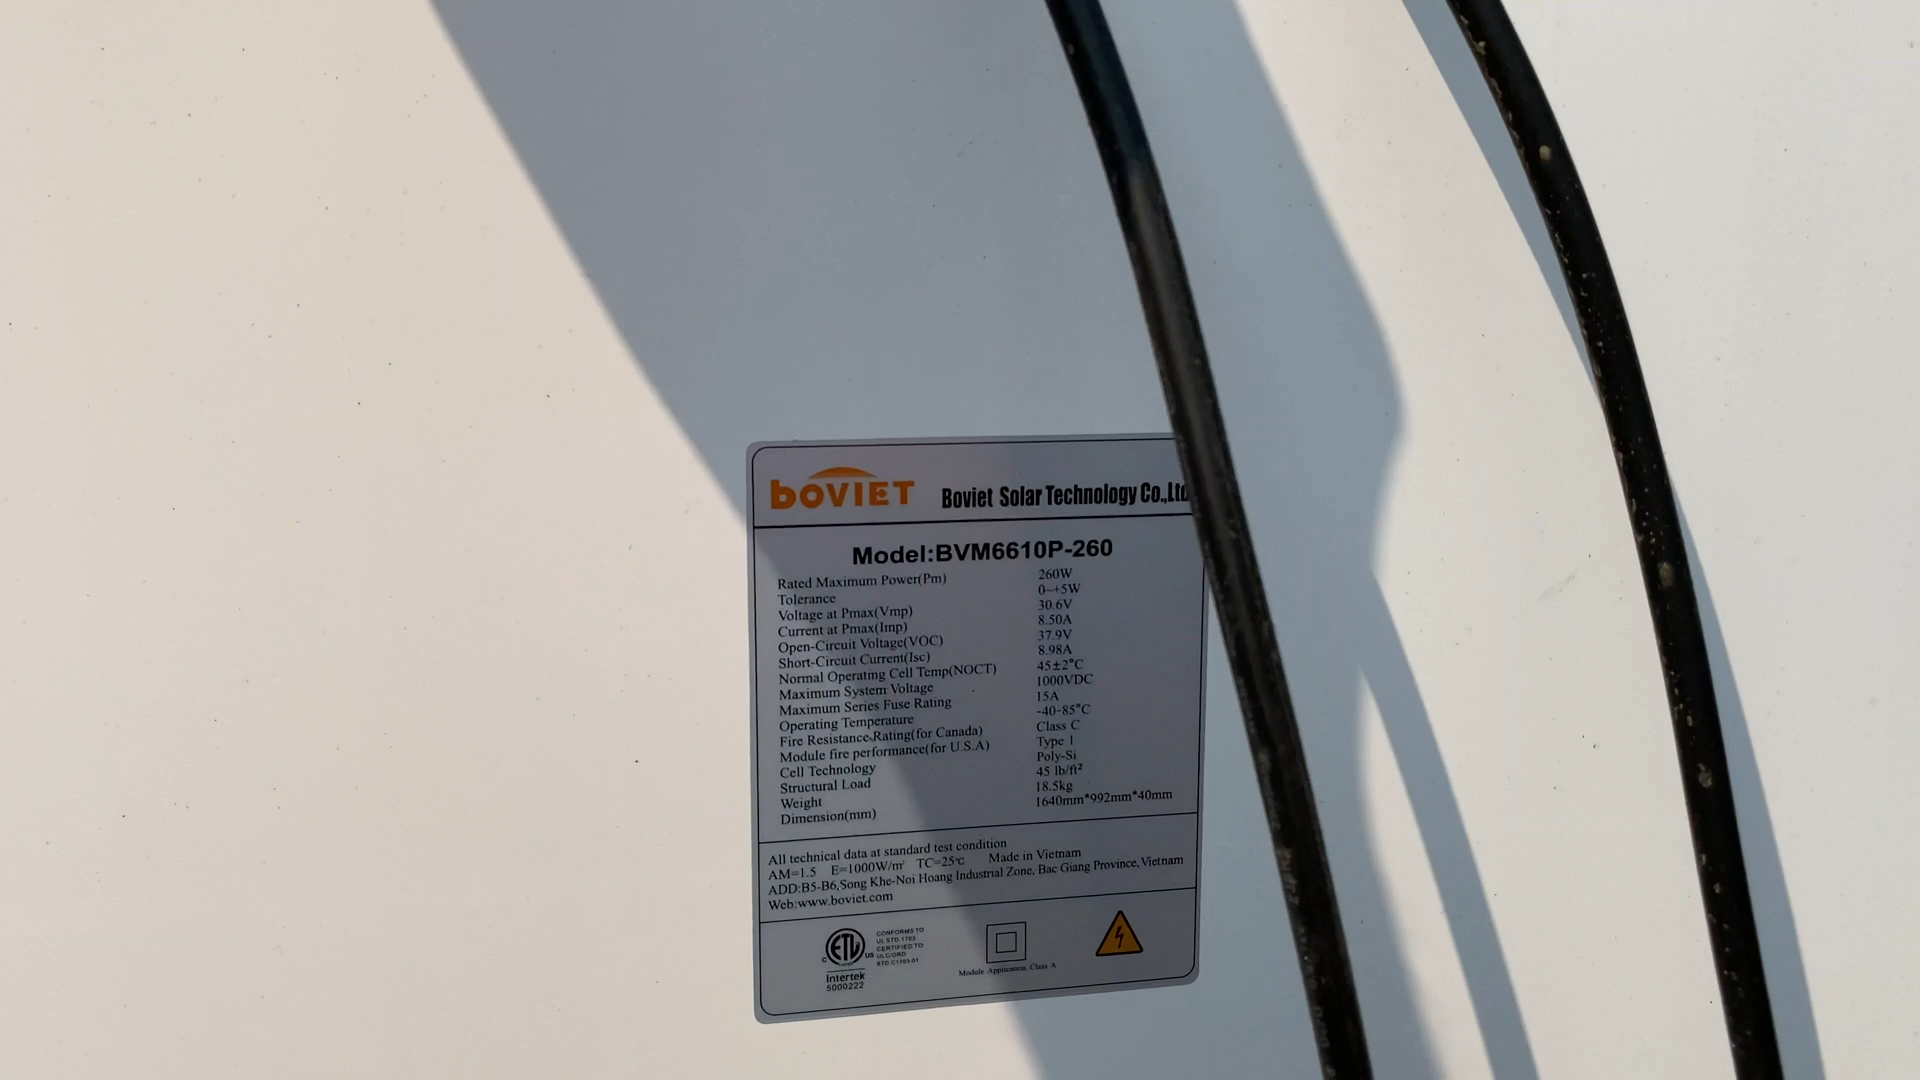 bOVIET Boviet Solar Technology Co.,Ltd
Model:BVM6610P-260
Rated Maximum Power(Pm) 260W
Tolerance 0~+5W
Voltage at Pmax(Vmp) 30.6V
Current at Pmax(Imp) 8.50A
Open-Circuit Voltage(VOC) 37.9V
Short-Circuit Current(Isc) 8.98A
Normal Operating Cell Temp(NOCT) 45±2°C
Maximum System Voltage 1000VDC
Maximum Series Fuse Rating 15A
Operating Temperature -40-85°C
Fire Resistance Rating(for Canada) Class C
Module fire performance(for U.S.A) Type 1
Cell Technology Poly-Si
Structural Load 45 lb/ft²
Weight 18.5kg
Dimension(mm) 1640mm*992mm*40mm
All technical data at standard test condition
AM=1.5 E=1000W/㎡ TC=25℃ Made in Vietnam
ADD:B5-B6,Song Khe-Noi Hoang Industrial Zone, Bac Giang Province, Vietnam
Web:www.boviet.com
C ETL US
Intertek
5000222
CONFORMS TO
UL STD 1703
CERTIFIED TO
ULC/ORD
STD C1703-01
Module Application, Class A